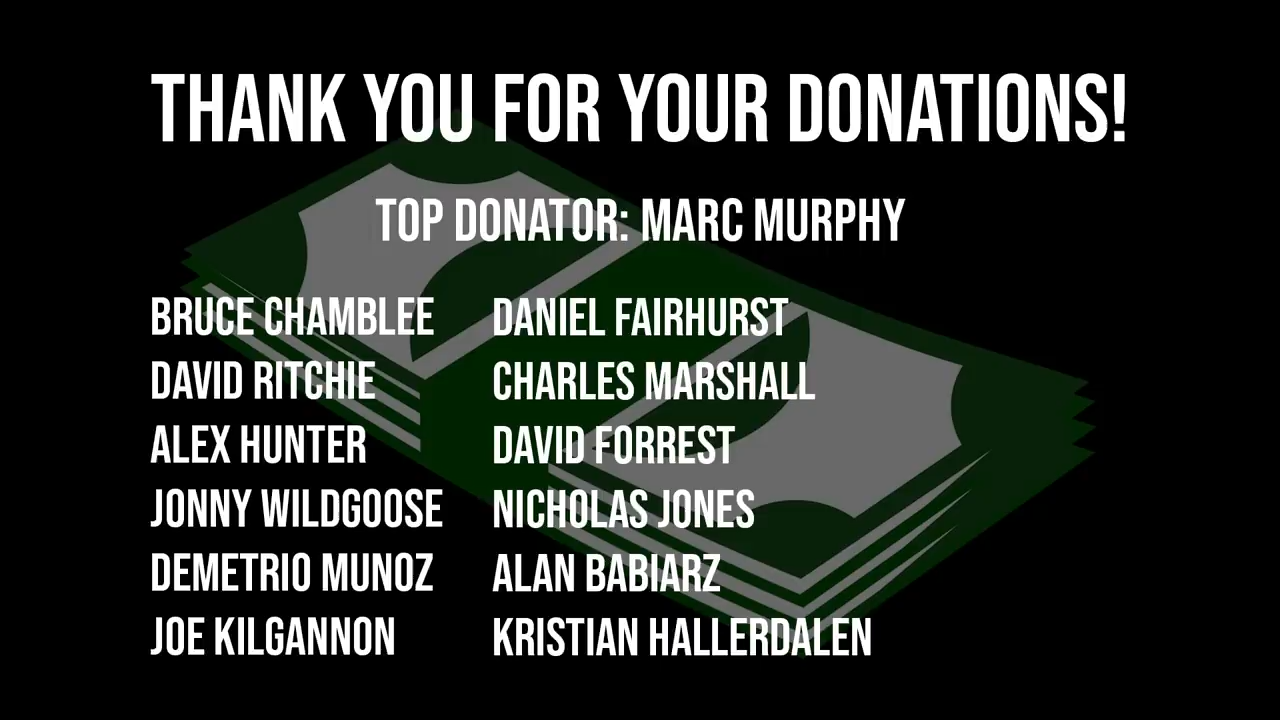 THANK YOU FOR YOUR DONATIONS!
TOP DONATOR: MARC MURPHY
BRUCE CHAMBLEE
DAVID RITCHIE
ALEX HUNTER
JONNY WILDGOOSE
DEMETRIO MUNOZ
JOE KILGANNON
DANIEL FAIRHURST
CHARLES MARSHALL
DAVID FORREST
NICHOLAS JONES
ALAN BABIARZ
KRISTIAN HALLERDALEN